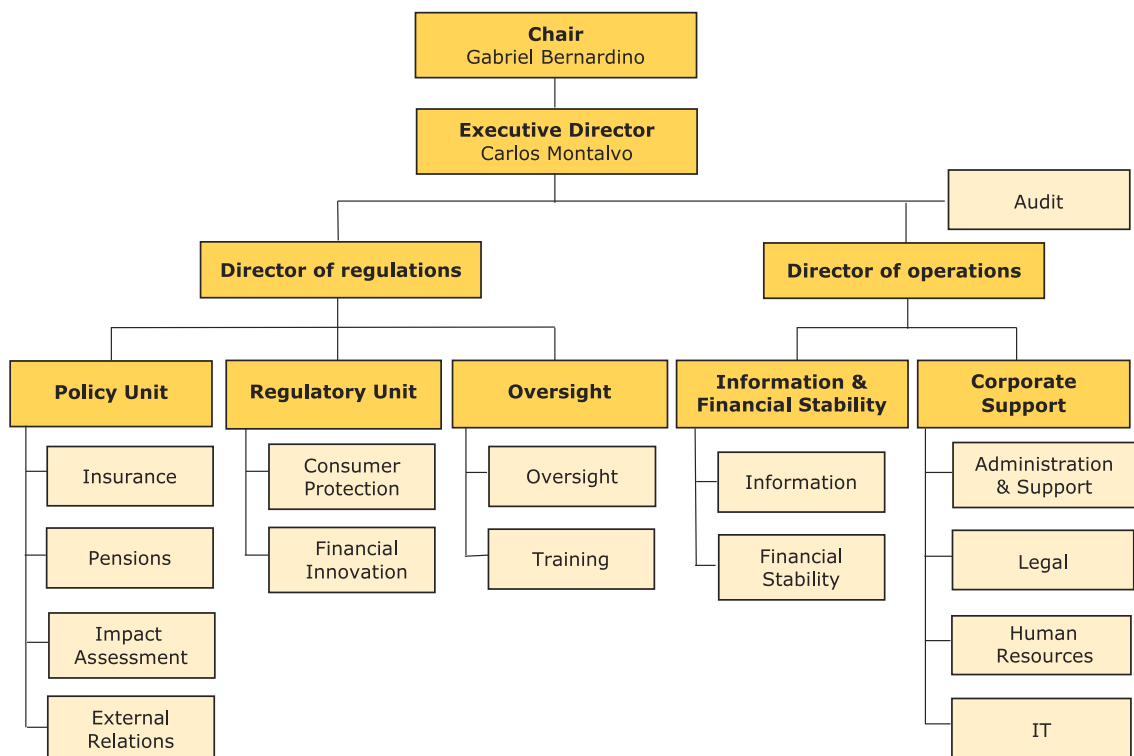 Chair
Gabriel Bernardino
Executive Director
Carlos Montalvo
Audit
Director of regulations
Director of operations
Policy Unit
Regulatory Unit
Oversight
Information &
Financial Stability
Corporate
Support
Insurance
Pensions
Impact
Assessment
External
Relations
Consumer
Protection
Financial
Innovation
Oversight
Training
Information
Financial
Stability
Administration
& Support
Legal
Human
Resources
IT